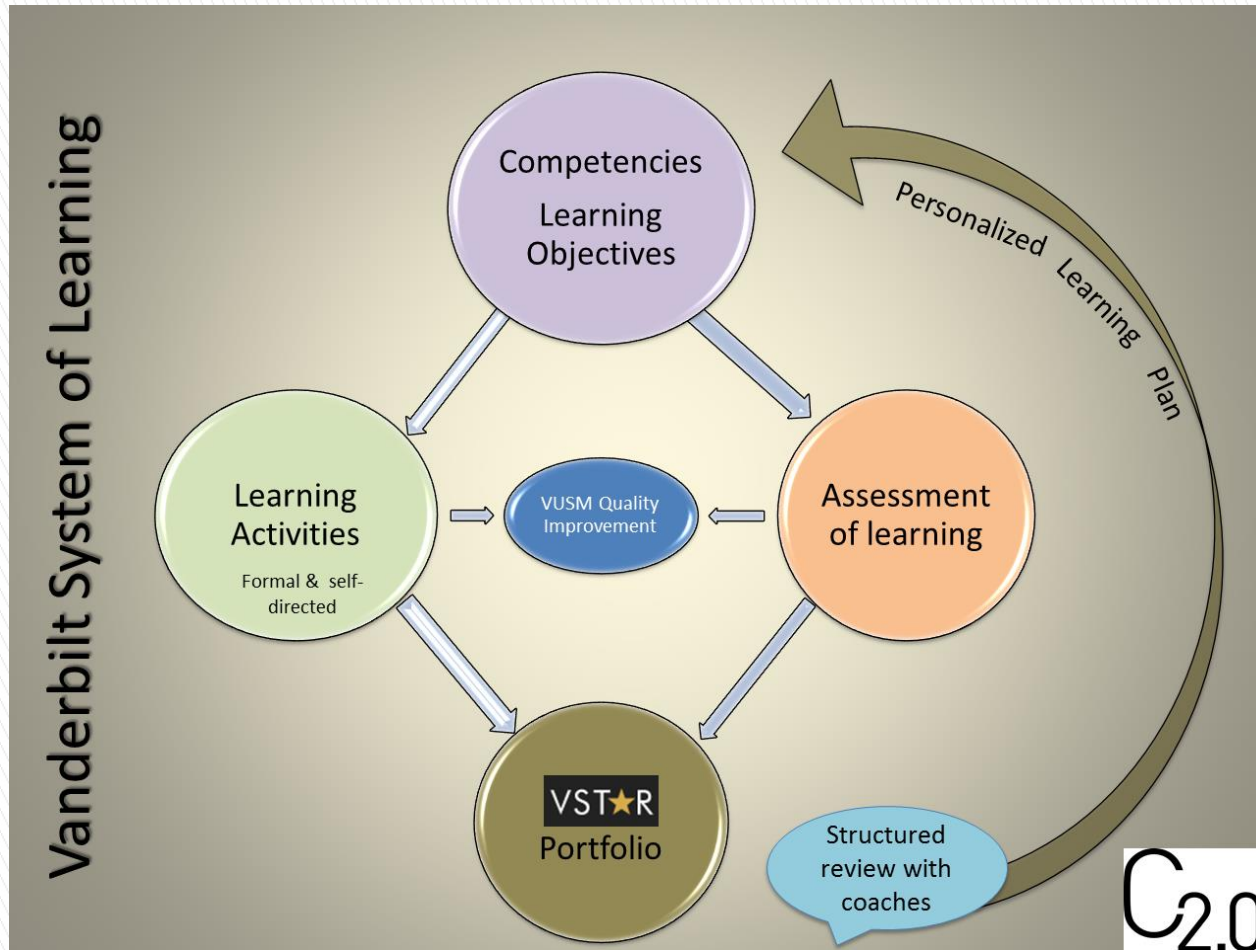 Vanderbilt System of Learning
Competencies
Learning
Objectives
Personalized Learning Plan
Learning
Activities
Formal & self-
directed
VUSM Quality
Improvement
Assessment
of learning
VST★R
Portfolio
Structured
review with
coaches
C2.0